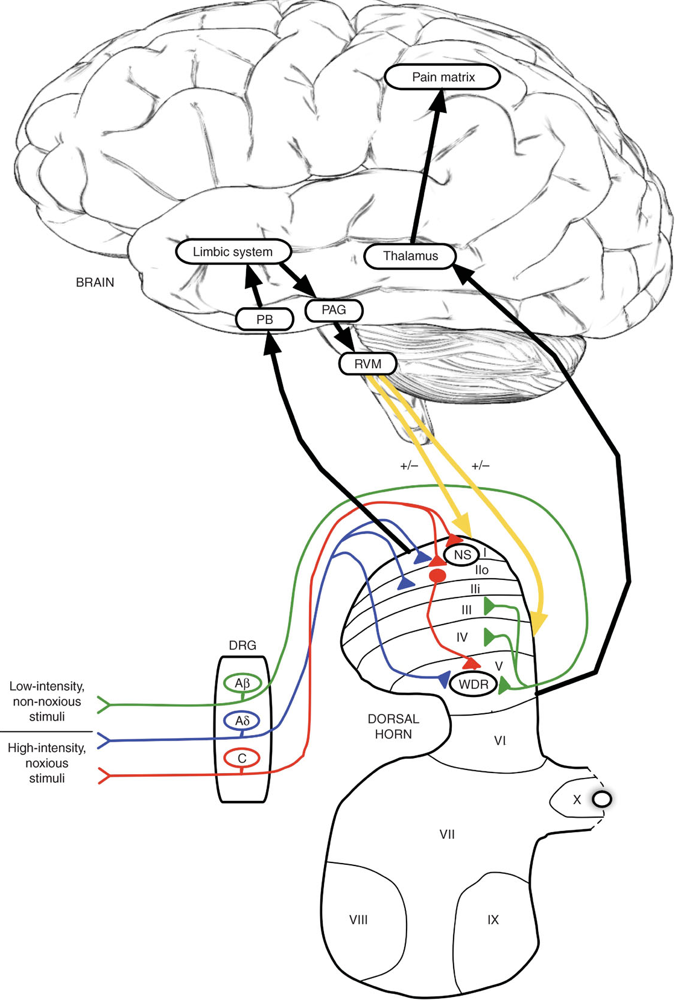 Pain matrix
Limbic system
Thalamus
BRAIN
PAG
PB
RVM
+/–
+/–
NS
I
IIo
IIi
III
IV
DRG
V
Aβ
WDR
Low-intensity,
non-noxious
stimuli
Aδ
DORSAL
HORN
VI
High-intensity,
noxious
stimuli
C
X
VII
VIII
IX